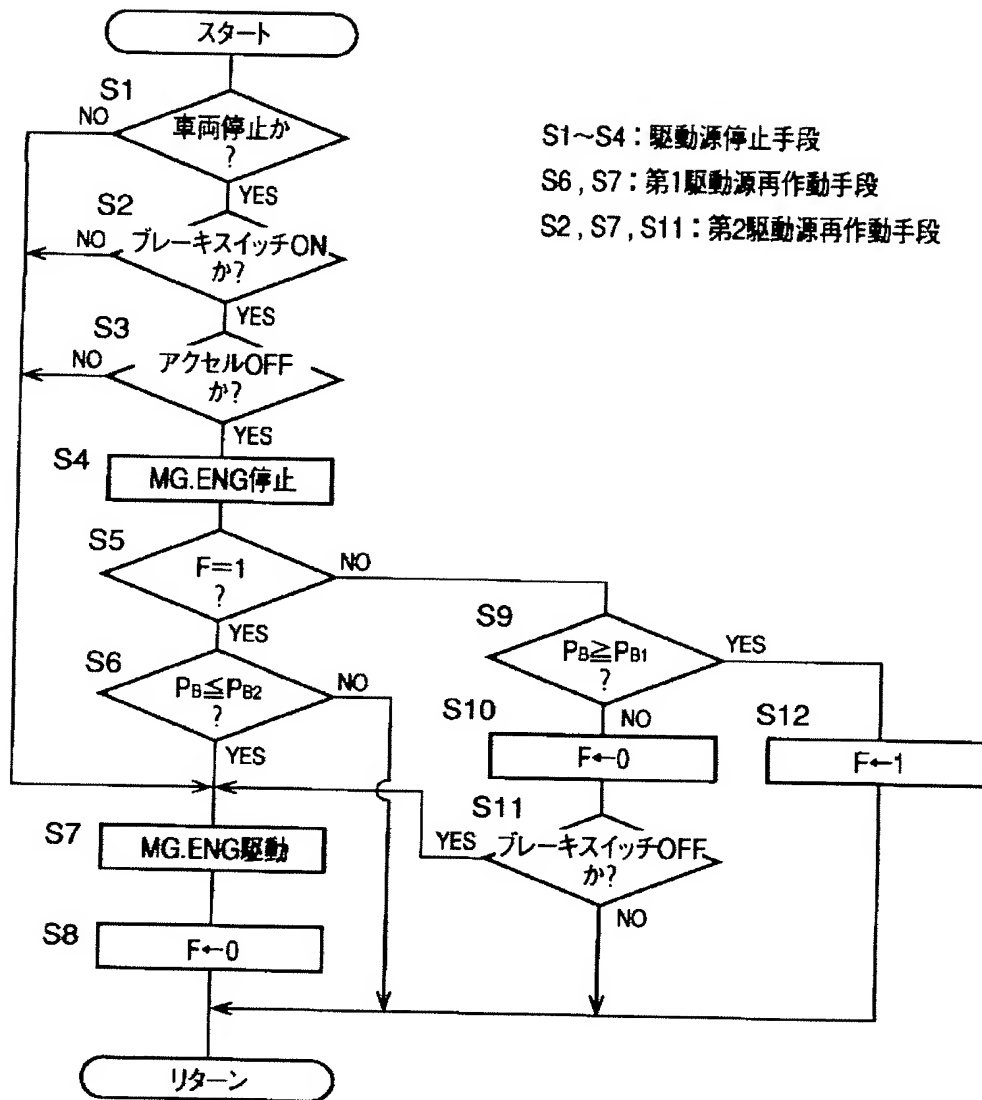 スタート
S1
NO
車両停止か
?
YES
S1~S4：駆動源停止手段
S6，S7：第1駆動源再作動手段
S2，S7，S11：第2駆動源再作動手段
S2
NO
ブレーキスイッチON
か?
YES
S3
NO
アクセルOFF
か?
YES
S4
MG.ENG停止
S5
F=1
?
NO
YES
S6
PB≦PB2
?
NO
YES
S7
MG.ENG駆動
S8
F←0
S9
PB≧PB1
?
YES
NO
S10
F←0
S11
YES
ブレーキスイッチOFF
か?
NO
S12
F←1
リターン